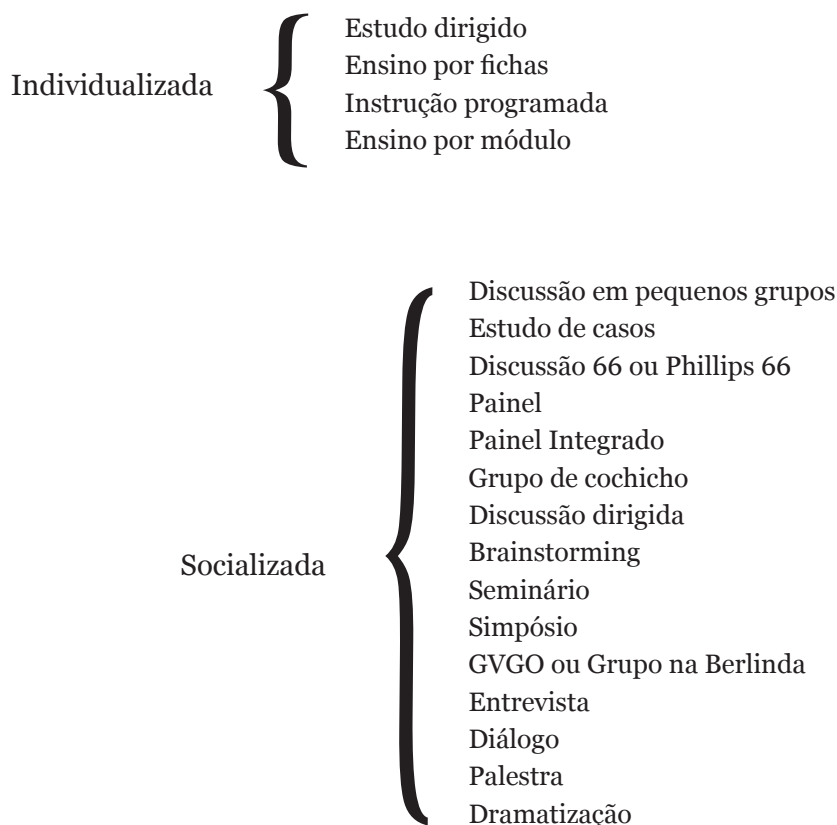 Individualizada
Estudo dirigido
Ensino por fichas
Instrução programada
Ensino por módulo
Socializada
Discussão em pequenos grupos
Estudo de casos
Discussão 66 ou Phillips 66
Painel
Painel Integrado
Grupo de cochicho
Discussão dirigida
Brainstorming
Seminário
Simpósio
GVGO ou Grupo na Berlinda
Entrevista
Diálogo
Palestra
Dramatização